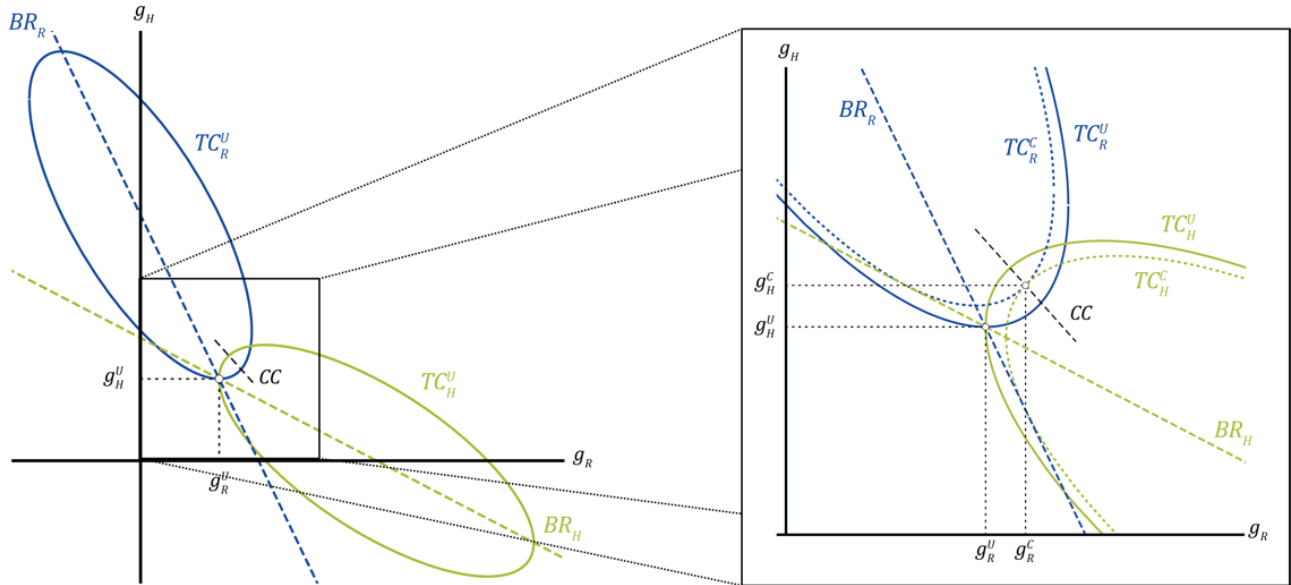 g_H
BR_R
TC_R^U
g_H^U
CC
TC_H^U
g_R
g_R^U
BR_H
g_H
BR_R
TC_R^C
TC_R^U
TC_H^U
g_H^C
TC_H^C
CC
g_H^U
BR_H
g_R
g_R^U
g_R^C